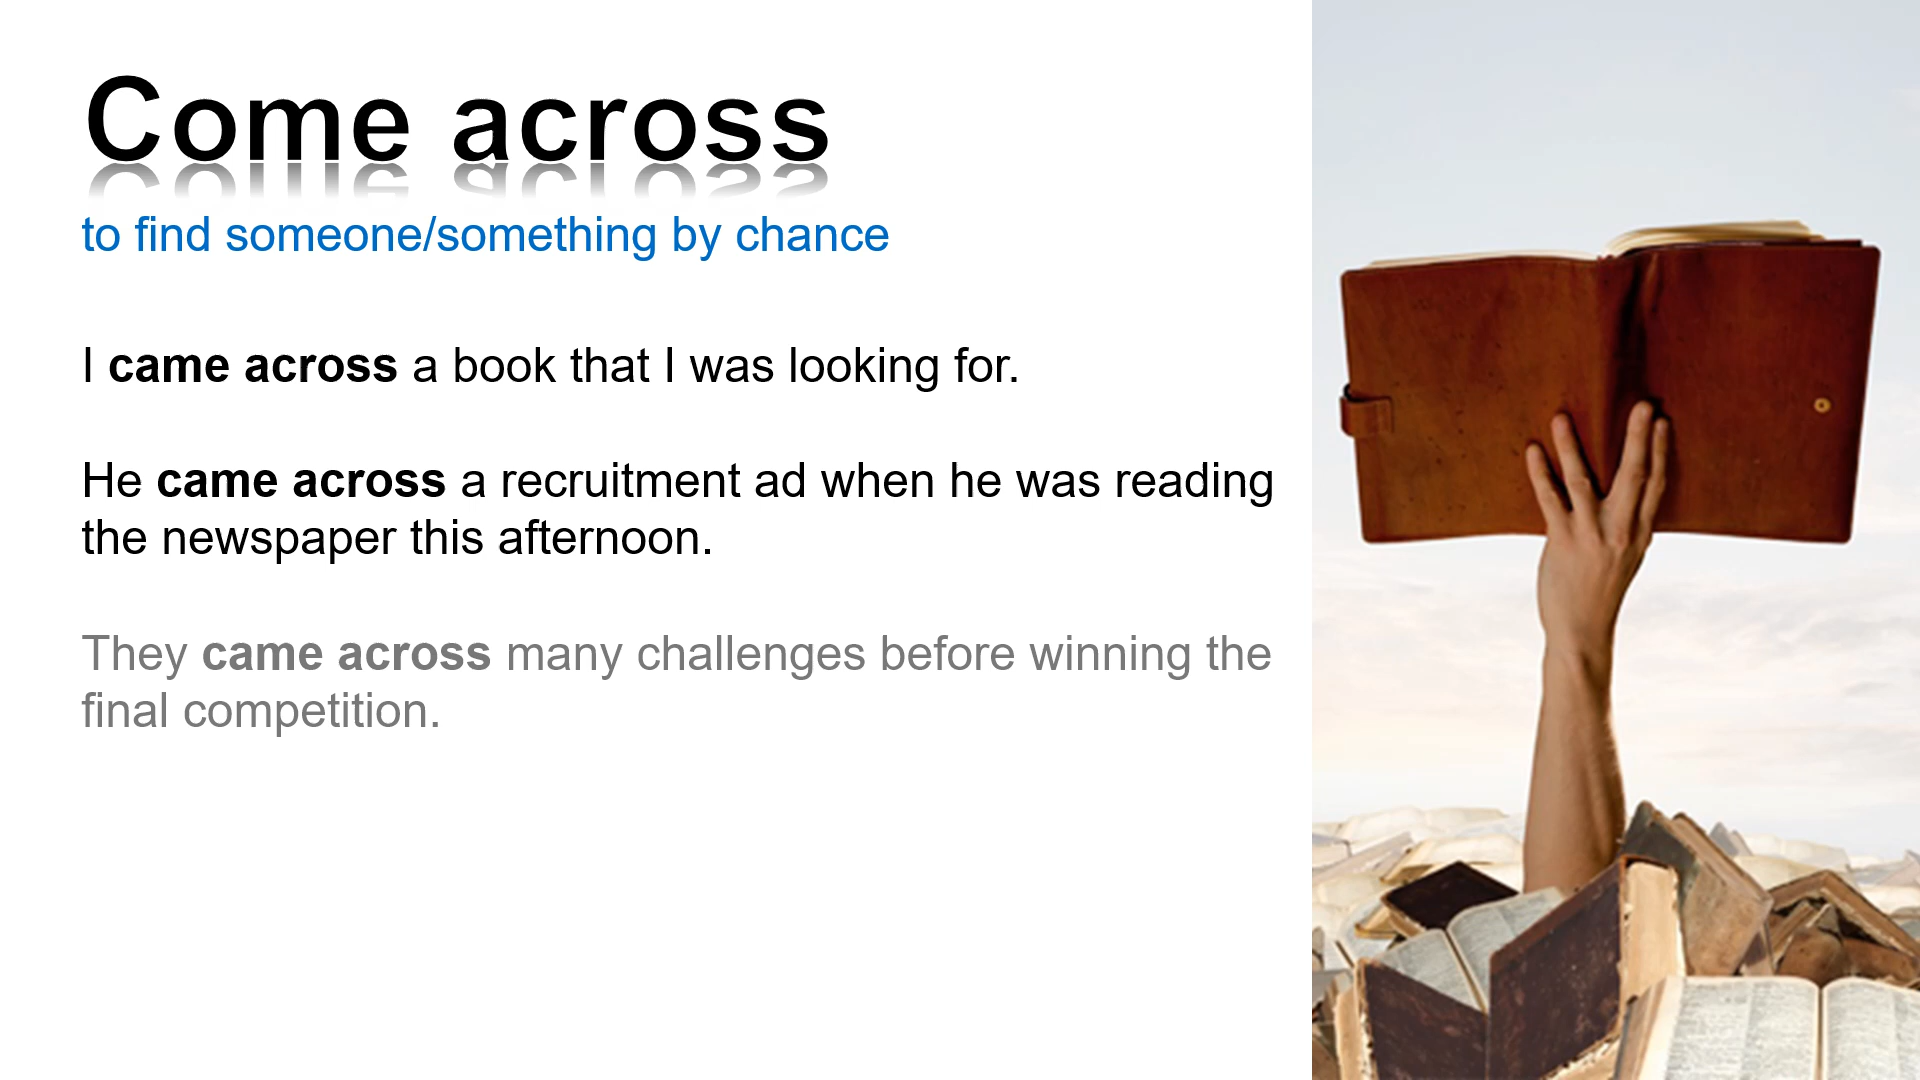 Come across
to find someone/something by chance
I came across a book that I was looking for.
He came across a recruitment ad when he was reading
the newspaper this afternoon.
They came across many challenges before winning the
final competition.